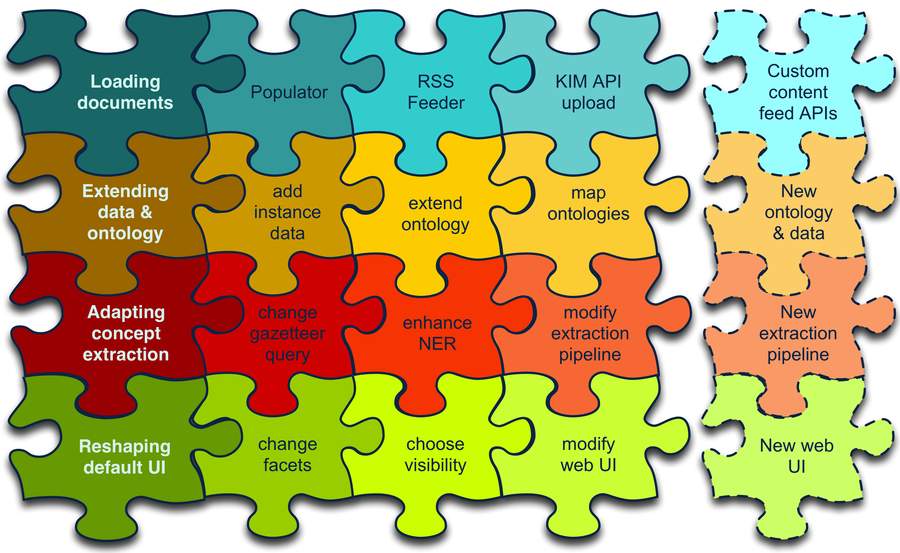 Loading
documents
Populator
RSS
Feeder
KIM API
upload
Custom
content
feed APIs
Extending
data &
ontology
add
instance
data
extend
ontology
map
ontologies
New
ontology
& data
Adapting
concept
extraction
change
gazetteer
query
enhance
NER
modify
extraction
pipeline
New
extraction
pipeline
Reshaping
default UI
change
facets
choose
visibility
modify
web UI
New web
UI